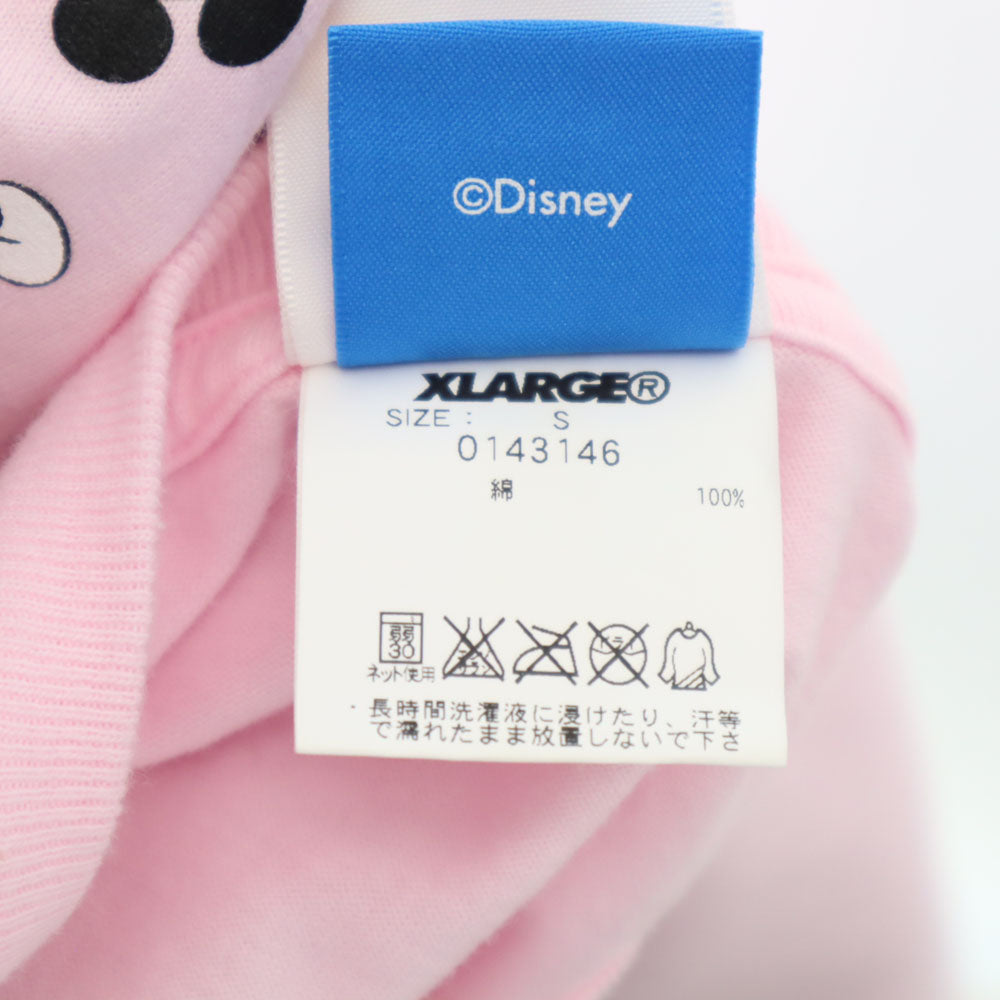 ©Disney
XLARGE®
SIZE : S
0143146
綿 100%
弱
30
ネット使用
ドライ
長時間洗濯液に浸けたり、汗等
で濡れたまま放置しないで下さ